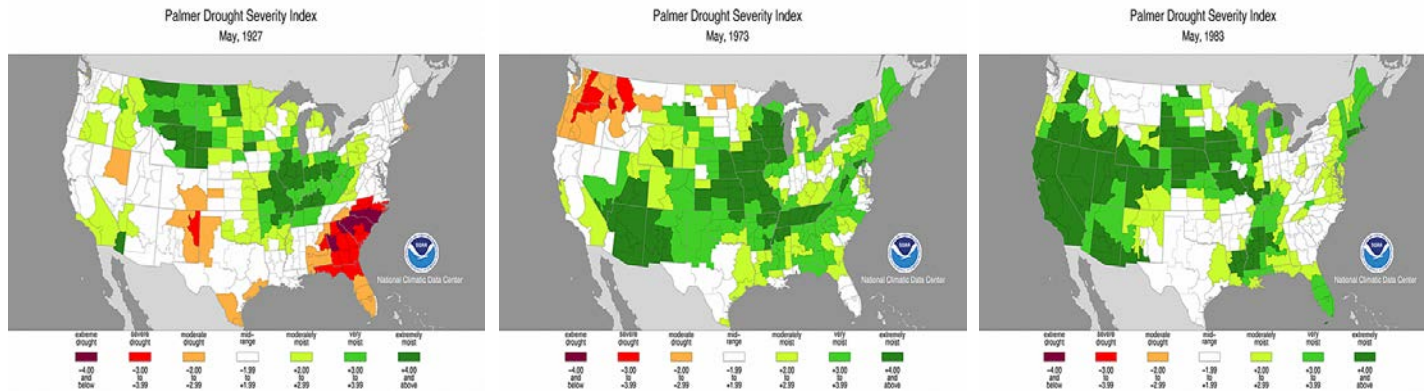 Palmer Drought Severity Index
May, 1927
NOAA
National Climatic Data Center
extreme drought
severe drought
moderate drought
mid-range
moderately moist
very moist
extremely moist
-4.00 and below
-3.00 to -3.99
-2.00 to -2.99
-1.99 to +1.99
+2.00 to +2.99
+3.00 to +3.99
+4.00 and above
Palmer Drought Severity Index
May, 1973
NOAA
National Climatic Data Center
extreme drought
severe drought
moderate drought
mid-range
moderately moist
very moist
extremely moist
-4.00 and below
-3.00 to -3.99
-2.00 to -2.99
-1.99 to +1.99
+2.00 to +2.99
+3.00 to +3.99
+4.00 and above
Palmer Drought Severity Index
May, 1983
NOAA
National Climatic Data Center
extreme drought
severe drought
moderate drought
mid-range
moderately moist
very moist
extremely moist
-4.00 and below
-3.00 to -3.99
-2.00 to -2.99
-1.99 to +1.99
+2.00 to +2.99
+3.00 to +3.99
+4.00 and above